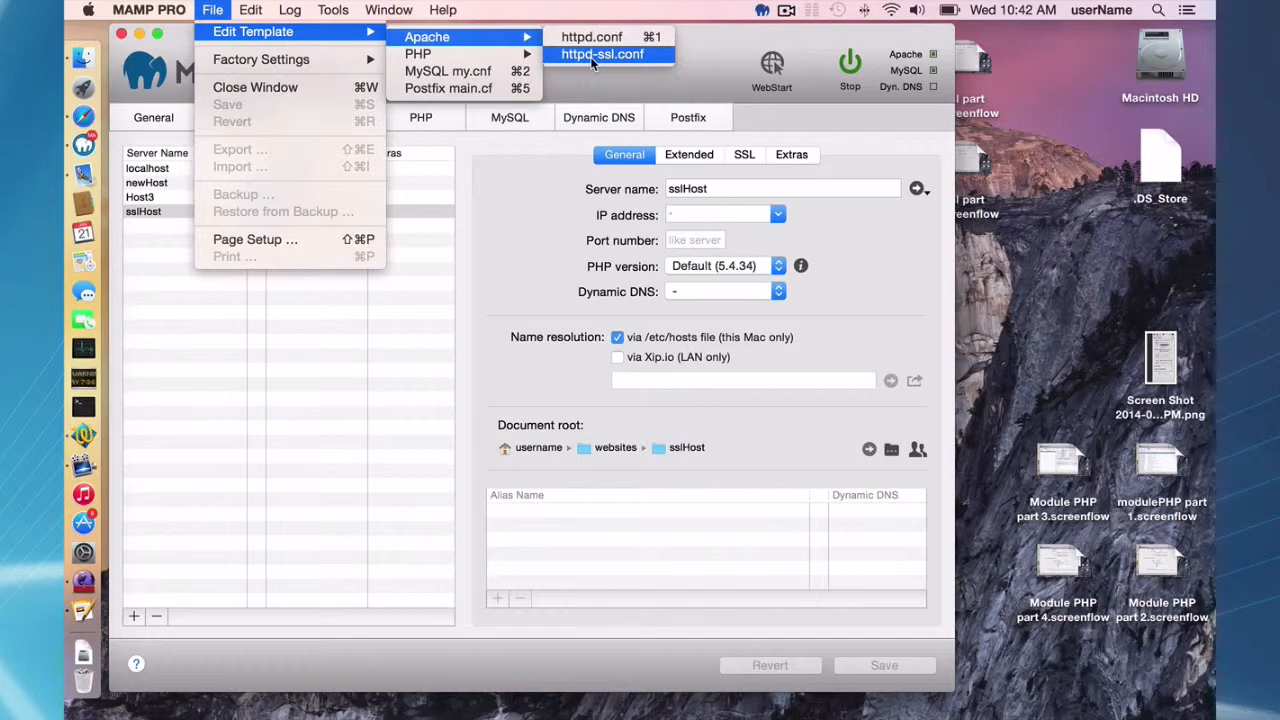 MAMP PRO File Edit Log Tools Window Help Wed 10:42 AM userName
Edit Template
Factory Settings
Close Window ⌘W
Save ⌘S
Revert ⌘R
Export ... ⇧⌘E
Import ... ⇧⌘I
Backup ...
Restore from Backup ...
Page Setup ... ⇧⌘P
Print ... ⌘P
Apache
PHP
MySQL my.cnf ⌘2
Postfix main.cf ⌘5
httpd.conf ⌘1
httpd-ssl.conf
M
WebStart
Stop
Apache
MySQL
Dyn. DNS
General PHP MySQL Dynamic DNS Postfix
Server Name ras
localhost
newHost
Host3
sslHost
General Extended SSL Extras
Server name: sslHost
IP address: *
Port number: like server
PHP version: Default (5.4.34)
Dynamic DNS: -
Name resolution: via /etc/hosts file (this Mac only)
via Xip.io (LAN only)
Document root:
username websites sslHost
Alias Name Dynamic DNS
? Revert Save
sl part
screenflow
sl part
screenflow
Macintosh HD
.DS_Store
Screen Shot
2014-0...PM.png
Module PHP
part 3.screenflow
modulePHP part
1.screenflow
Module PHP
part 4.screenflow
Module PHP
part 2.screenflow